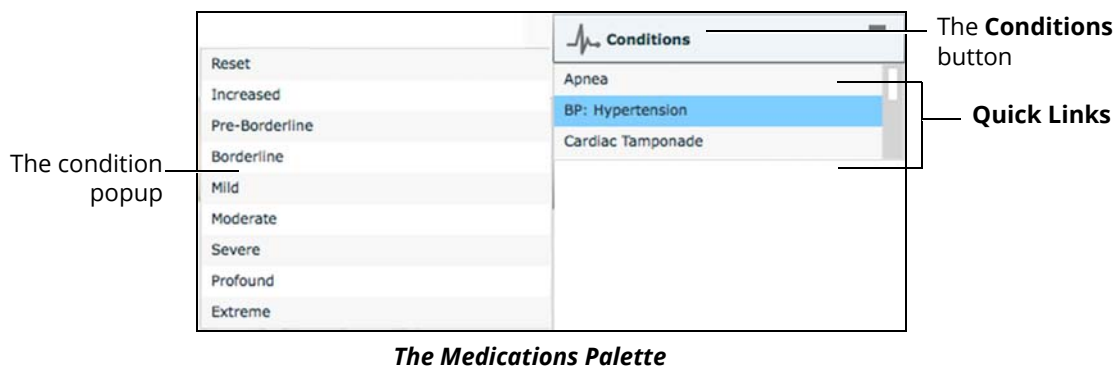 The Conditions
button
Conditions
Reset
Increased
Pre-Borderline
Borderline
Mild
Moderate
Severe
Profound
Extreme
Apnea
BP: Hypertension
Cardiac Tamponade
Quick Links
The condition
popup
The Medications Palette